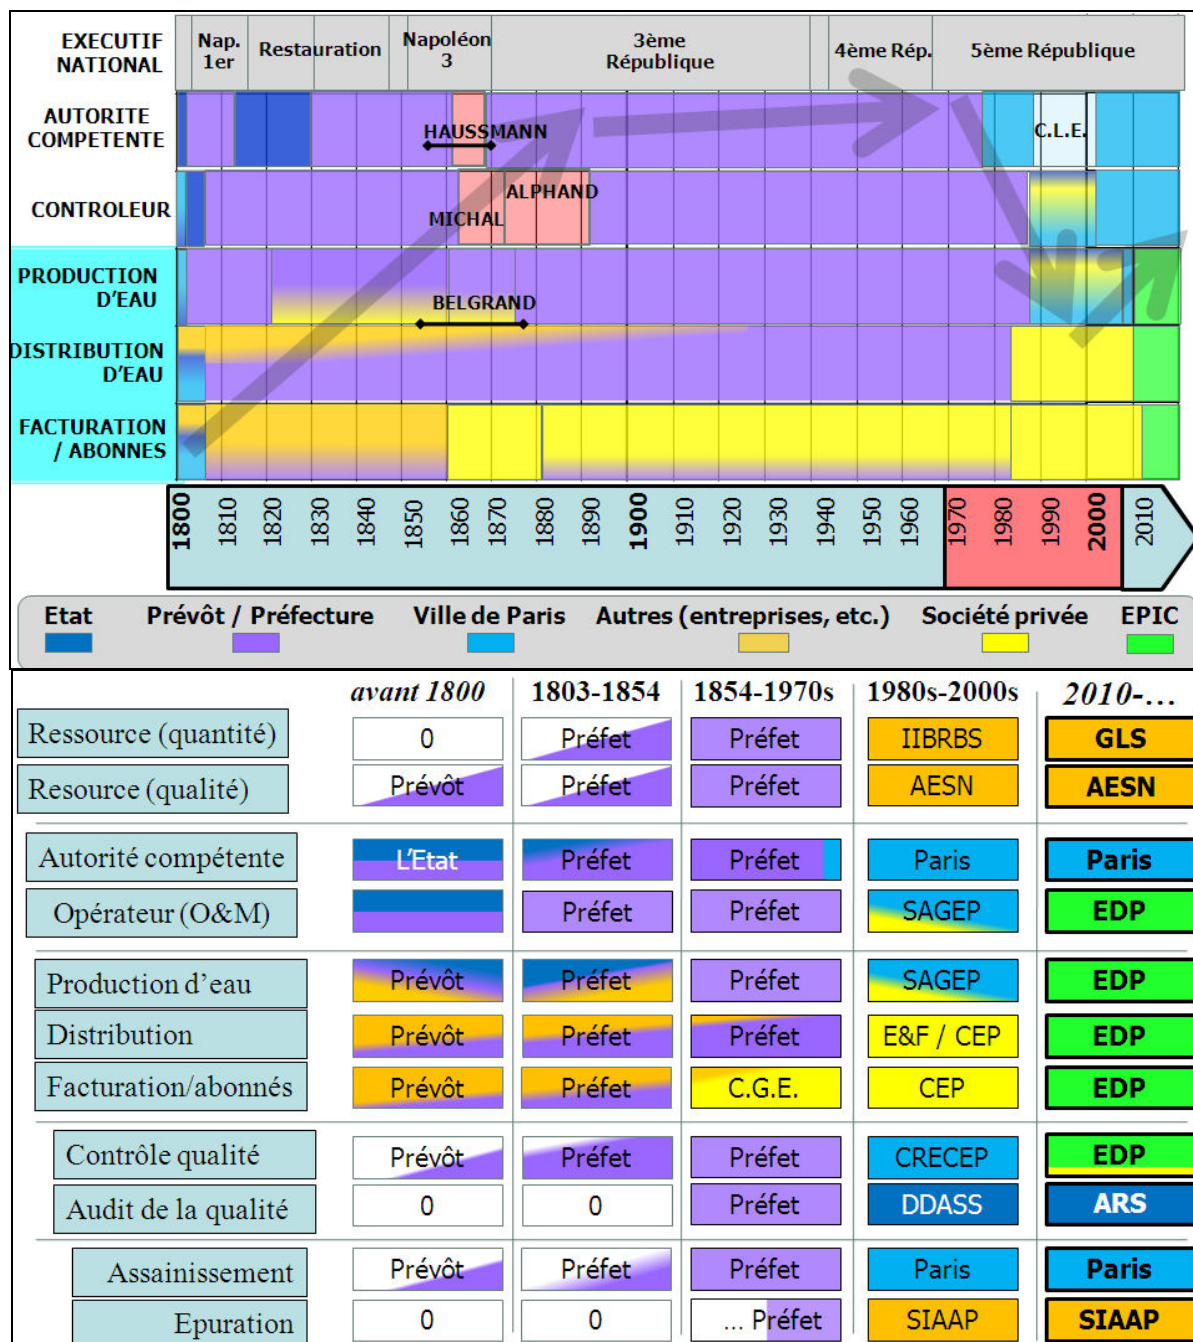 EXECUTIF
NATIONAL
Nap.
1er
Restauration
Napoléon
3
3ème
République
4ème Rép.
5ème République
AUTORITE
COMPETENTE
HAUSSMANN
C.L.E.
CONTROLEUR
MICHAL
ALPHAND
PRODUCTION
D'EAU
BELGRAND
DISTRIBUTION
D'EAU
FACTURATION
/ ABONNES
1800 1810 1820 1830 1840 1850 1860 1870 1880 1890 1900 1910 1920 1930 1940 1950 1960 1970 1980 1990 2000 2010
Etat Prévôt / Préfecture Ville de Paris Autres (entreprises, etc.) Société privée EPIC
avant 1800 1803-1854 1854-1970s 1980s-2000s 2010-...
Ressource (quantité) 0 Préfet Préfet IIBRBS GLS
Resource (qualité) Prévôt Préfet Préfet AESN AESN
Autorité compétente L'Etat Préfet Préfet Paris Paris
Opérateur (O&M) Préfet Préfet SAGEP EDP
Production d'eau Prévôt Préfet Préfet SAGEP EDP
Distribution Prévôt Préfet Préfet E&F / CEP EDP
Facturation/abonnés Prévôt Préfet C.G.E. CEP EDP
Contrôle qualité Prévôt Préfet Préfet CRECEP EDP
Audit de la qualité 0 0 Préfet DDASS ARS
Assainissement Prévôt Préfet Préfet Paris Paris
Epuration 0 0 ... Préfet SIAAP SIAAP